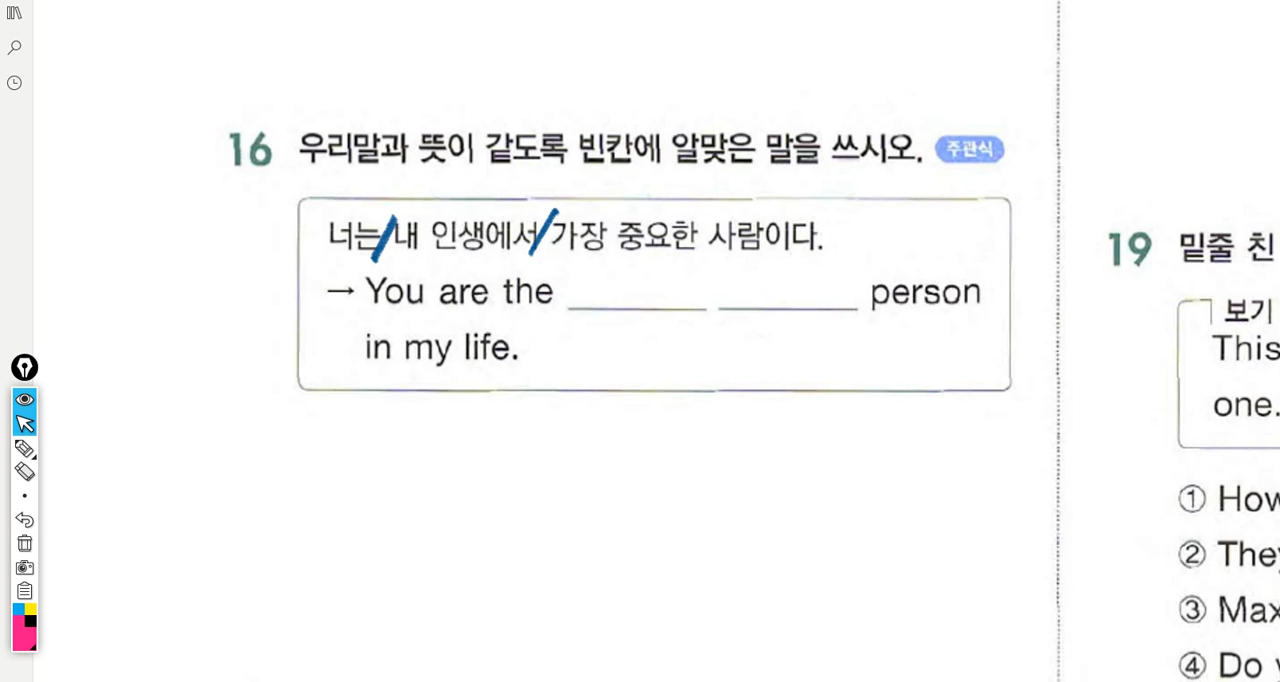 16 우리말과 뜻이 같도록 빈칸에 알맞은 말을 쓰시오. 주관식
너는 내 인생에서 가장 중요한 사람이다.
→ You are the ______ ______ person
in my life.
19 밑줄 친
보기
This
one.
① How
② They
③ Max
④ Do